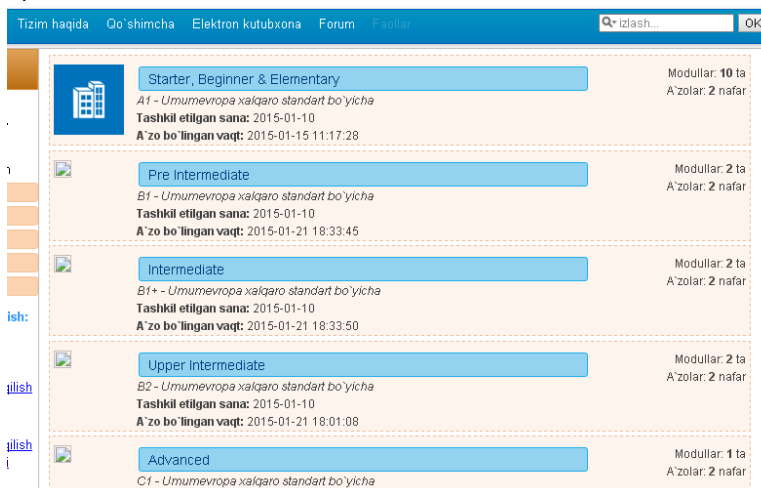 Tizim haqida Qo`shimcha Elektron kutubxona Forum Faollar izlash... OK
Starter, Beginner & Elementary
A1 - Umumevropa xalqaro standart bo`yicha
Tashkil etilgan sana: 2015-01-10
A`zo bo`lingan vaqt: 2015-01-15 11:17:28
Modullar: 10 ta
A`zolar: 2 nafar
Pre Intermediate
B1 - Umumevropa xalqaro standart bo`yicha
Tashkil etilgan sana: 2015-01-10
A`zo bo`lingan vaqt: 2015-01-21 18:33:45
Modullar: 2 ta
A`zolar: 2 nafar
Intermediate
B1+ - Umumevropa xalqaro standart bo`yicha
Tashkil etilgan sana: 2015-01-10
A`zo bo`lingan vaqt: 2015-01-21 18:33:50
Modullar: 2 ta
A`zolar: 2 nafar
Upper Intermediate
B2 - Umumevropa xalqaro standart bo`yicha
Tashkil etilgan sana: 2015-01-10
A`zo bo`lingan vaqt: 2015-01-21 18:01:08
Modullar: 2 ta
A`zolar: 2 nafar
Advanced
C1 - Umumevropa xalqaro standart bo`yicha
Modullar: 1 ta
A`zolar: 2 nafar
ish: